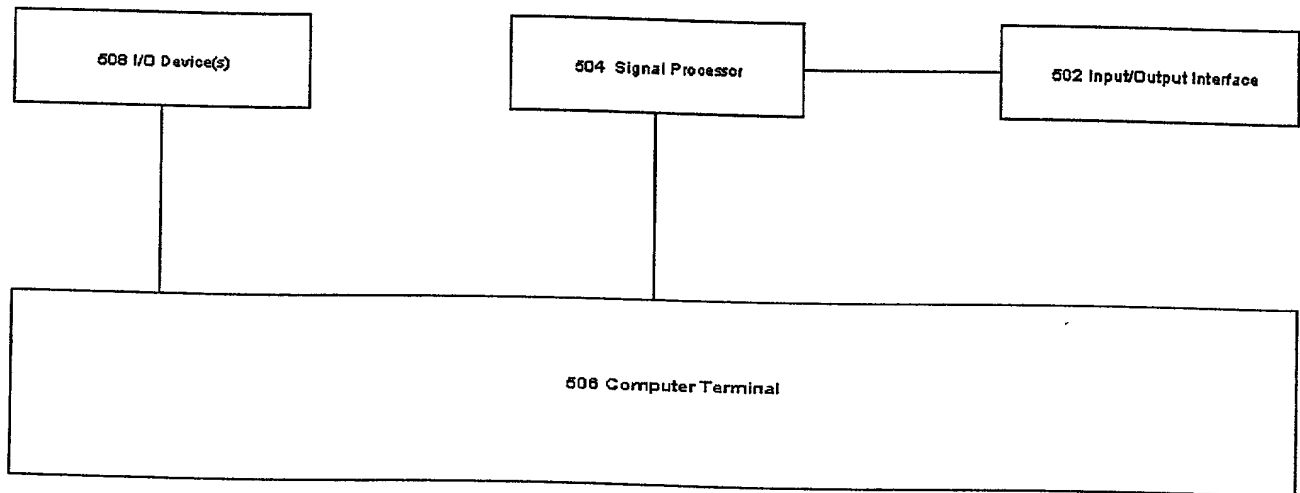 508 I/O Device(s)
504 Signal Processor
502 Input/Output Interface
506 Computer Terminal